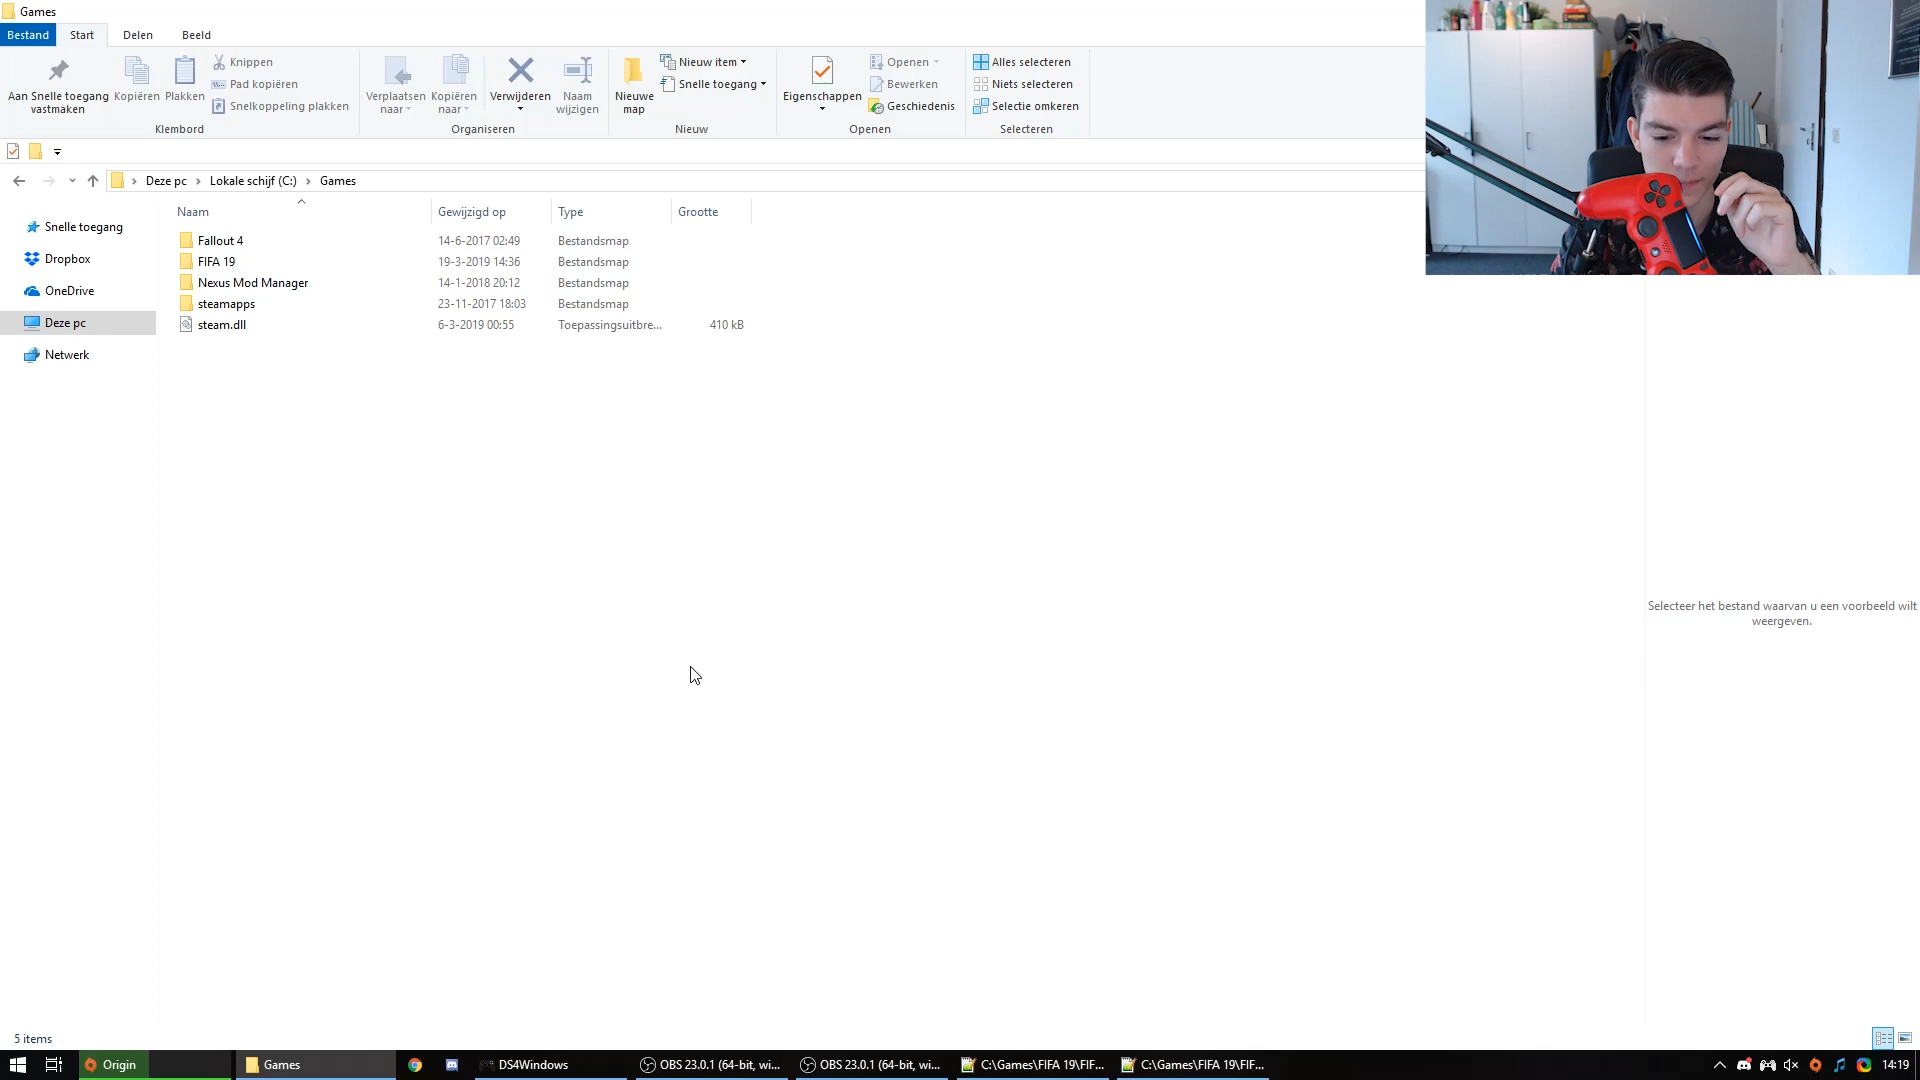 Games
Bestand Start Delen Beeld
Aan Snelle toegang vastmaken
Kopiëren
Plakken
Knippen
Pad kopiëren
Snelkoppeling plakken
Klembord
Verplaatsen naar
Kopiëren naar
Verwijderen
Naam wijzigen
Organiseren
Nieuwe map
Nieuw item
Snelle toegang
Nieuw
Eigenschappen
Openen
Bewerken
Geschiedenis
Openen
Alles selecteren
Niets selecteren
Selectie omkeren
Selecteren
Deze pc › Lokale schijf (C:) › Games
Snelle toegang
Dropbox
OneDrive
Deze pc
Netwerk
Naam Gewijzigd op Type Grootte
Fallout 4 14-6-2017 02:49 Bestandsmap
FIFA 19 19-3-2019 14:36 Bestandsmap
Nexus Mod Manager 14-1-2018 20:12 Bestandsmap
steamapps 23-11-2017 18:03 Bestandsmap
steam.dll 6-3-2019 00:55 Toepassingsuitbre... 410 kB
Selecteer het bestand waarvan u een voorbeeld wilt
weergeven.
5 items
Origin Games DS4Windows OBS 23.0.1 (64-bit, wi... OBS 23.0.1 (64-bit, wi... C:\Games\FIFA 19\FIF... C:\Games\FIFA 19\FIF... 14:19